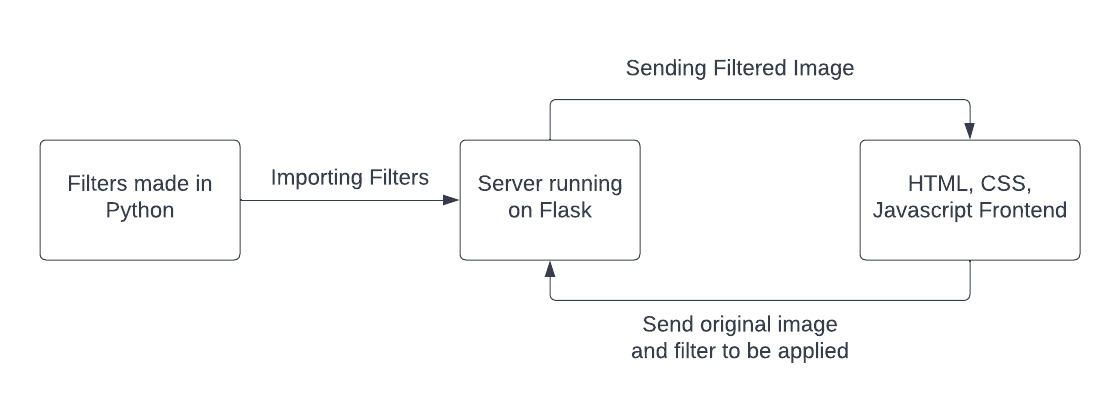 Sending Filtered Image
Filters made in
Python
Importing Filters
Server running
on Flask
HTML, CSS,
Javascript Frontend
Send original image
and filter to be applied